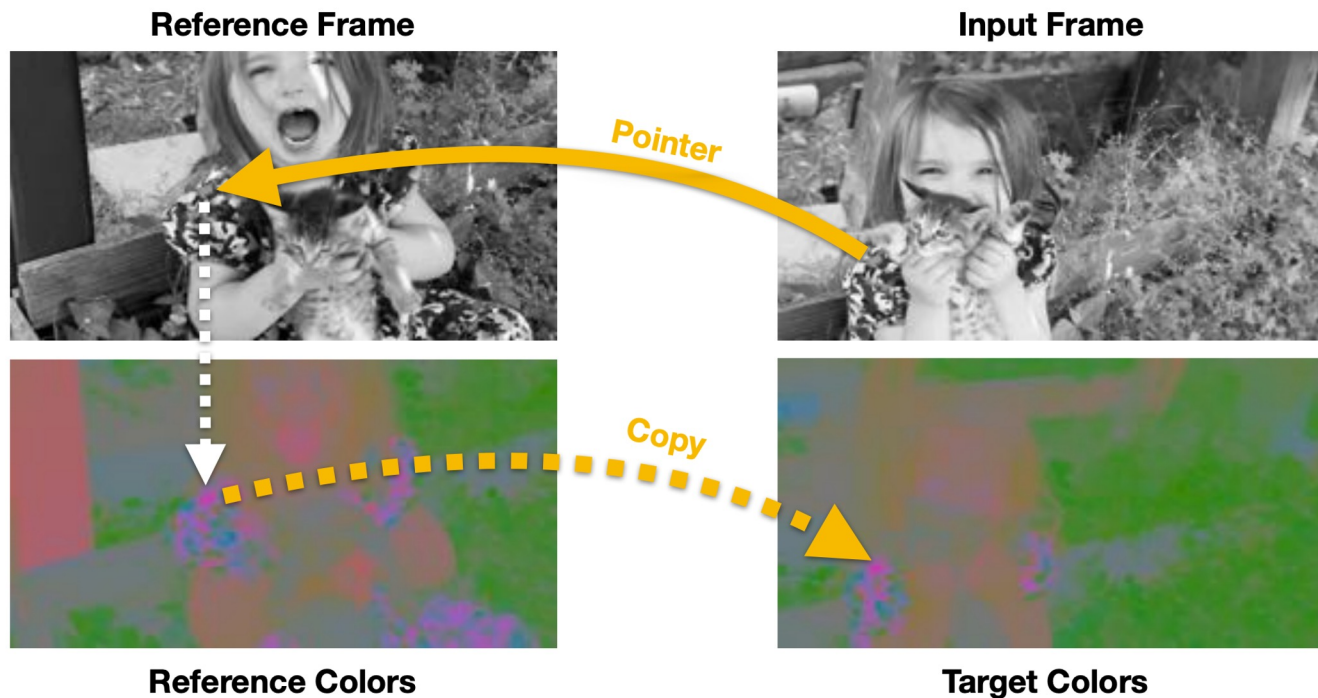 Reference Frame
Input Frame
Pointer
Copy
Reference Colors
Target Colors